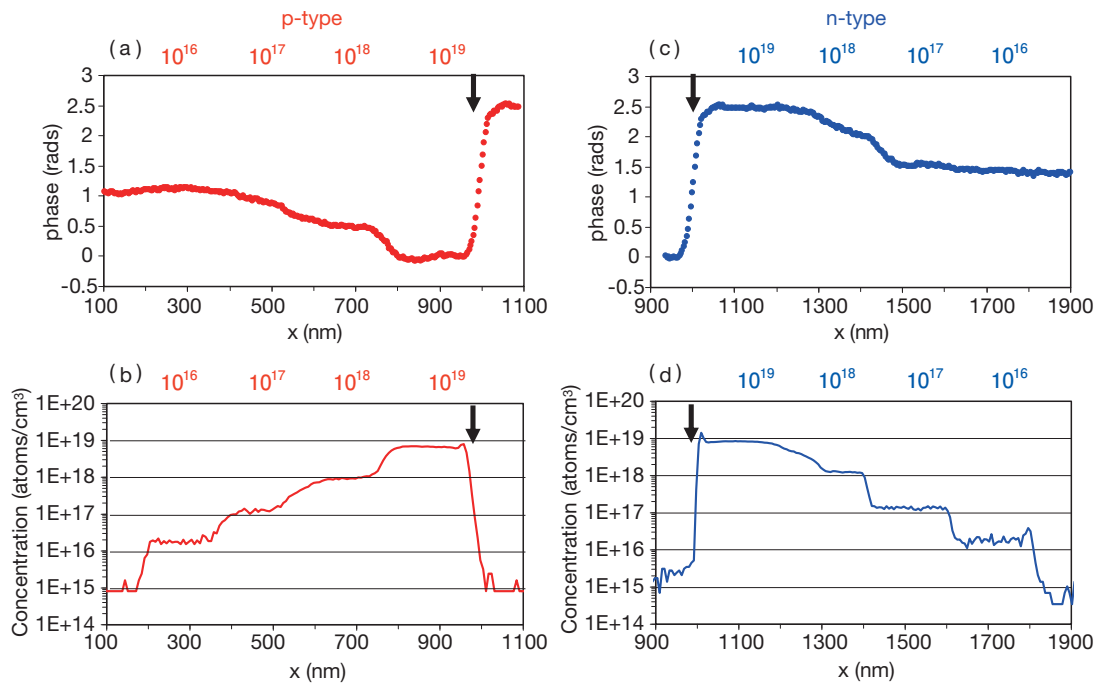 p-type
(a) 10¹⁶ 10¹⁷ 10¹⁸ 10¹⁹
3
2.5
2
1.5
1
0.5
0
-0.5
phase (rads)
100 300 500 700 900 1100
x (nm)
n-type
(c) 10¹⁹ 10¹⁸ 10¹⁷ 10¹⁶
3
2.5
2
1.5
1
0.5
0
-0.5
phase (rads)
900 1100 1300 1500 1700 1900
x (nm)
(b) 10¹⁶ 10¹⁷ 10¹⁸ 10¹⁹
1E+20
1E+19
1E+18
1E+17
1E+16
1E+15
1E+14
Concentration (atoms/cm³)
100 300 500 700 900 1100
x (nm)
(d) 10¹⁹ 10¹⁸ 10¹⁷ 10¹⁶
1E+20
1E+19
1E+18
1E+17
1E+16
1E+15
1E+14
Concentration (atoms/cm³)
900 1100 1300 1500 1700 1900
x (nm)